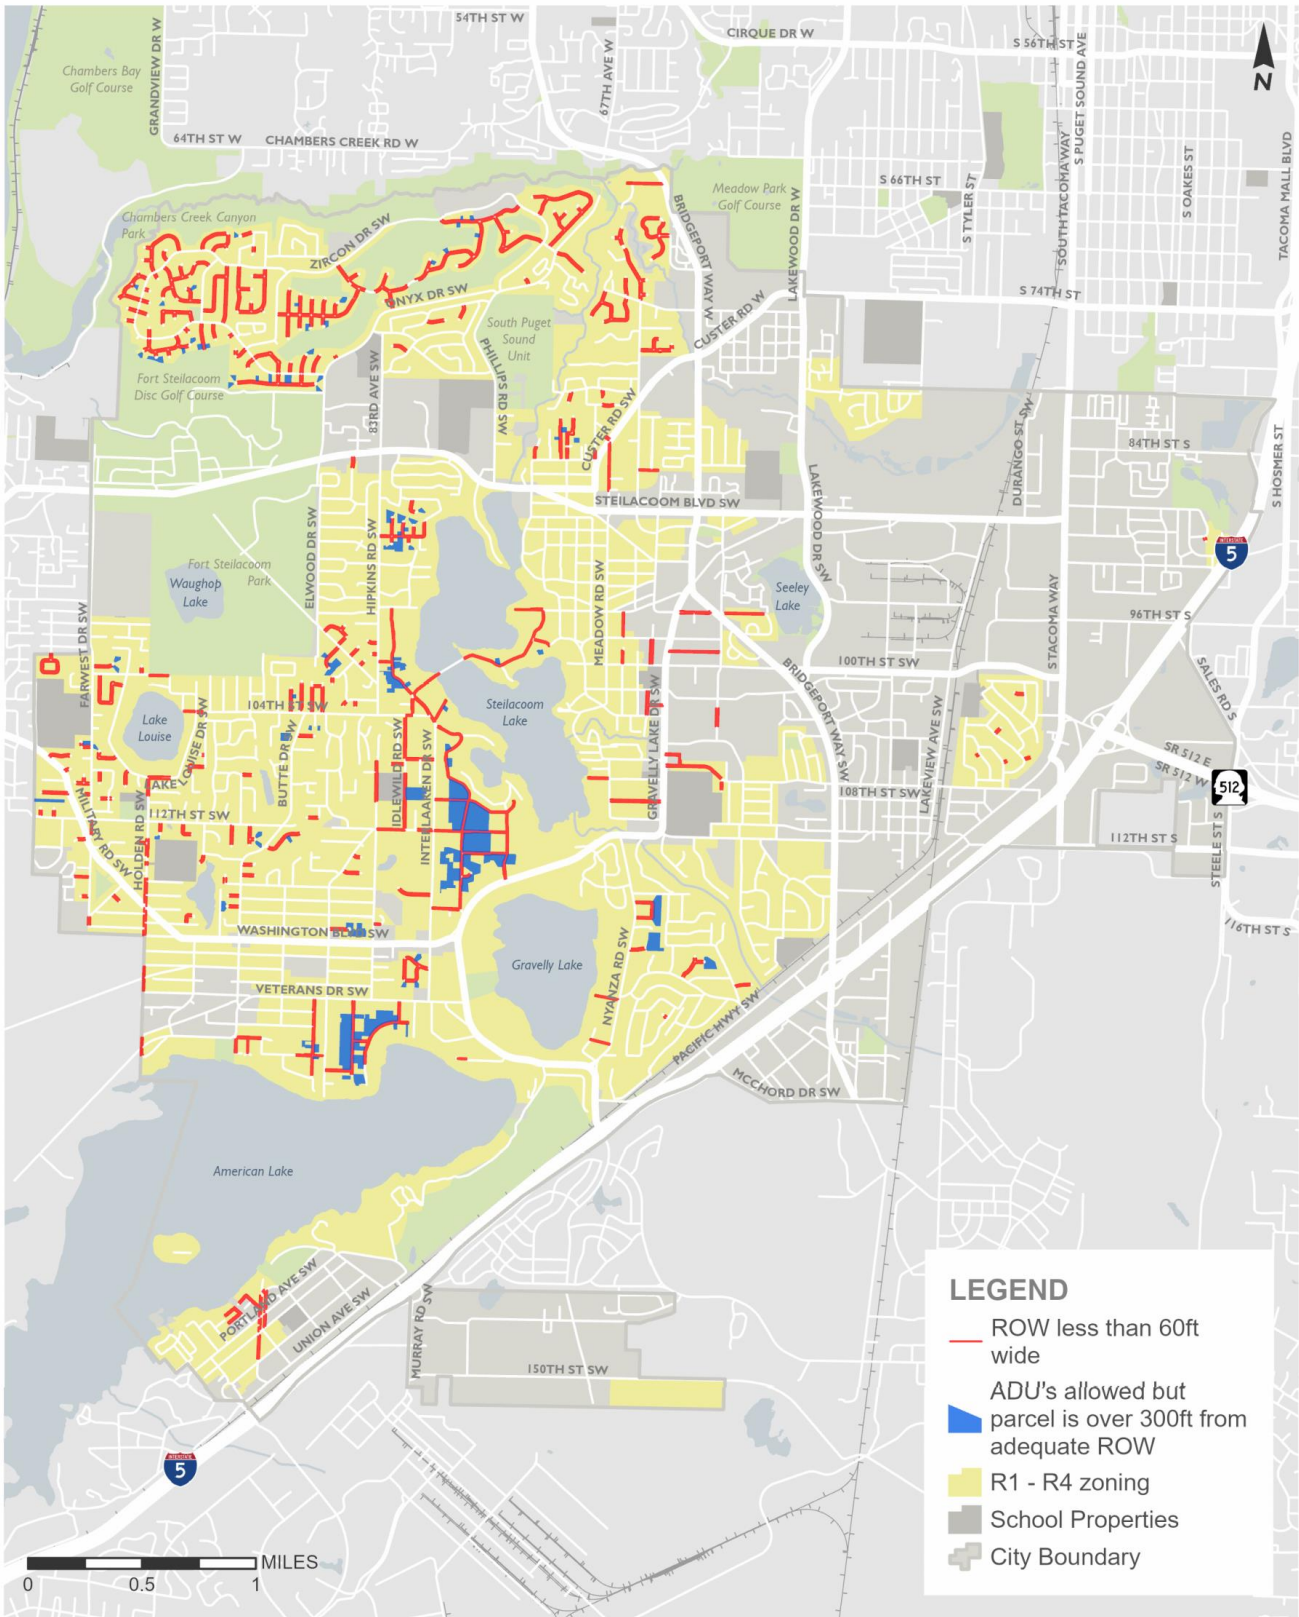 54TH ST W
CIRQUE DR W
S 56TH ST
Chambers Bay
Golf Course
GRANDVIEW DR W
67TH AVE W
S PUGET SOUND AVE
N
64TH ST W
CHAMBERS CREEK RD W
TACOMA MALL BLVD
S 66TH ST
S TYLER ST
S OAKES ST
SOUTH TACOMA WAY
Meadow Park
Golf Course
BRIDGEPORT WAY W
LAKEWOOD DR W
Chambers Creek Canyon
Park
ZIRCON DR SW
ONYX DR SW
S 74TH ST
CUSTER RD W
South Puget
Sound
Unit
PHILLIPS RD SW
83RD AVE SW
Fort Steilacoom
Disc Golf Course
CUSTER RD SW
DURANGO ST SW
84TH ST S
S HOSMER ST
STEILACOOM BLVD SW
LAKEWOOD DR SW
ELWOOD DR SW
HIPKINS RD SW
Fort Steilacoom
Park
Waughop
Lake
MEADOW RD SW
Seeley
Lake
INTERSTATE
5
96TH ST S
S TACOMA WAY
FARWEST DR SW
100TH ST SW
BRIDGEPORT WAY SW
SALES RD S
104TH ST SW
Lake
Louise
LAKE LOUISE DR SW
BUTTE DR SW
IDLEWILD RD SW
INTERLAAKEN DR SW
Steilacoom
Lake
GRAVELLY LAKE DR SW
LAKEVIEW AVE SW
SR 512 E
SR 512 W
512
108TH ST SW
MILITARY RD SW
HOLDEN RD SW
112TH ST SW
112TH ST S
STEELE ST S
116TH ST S
WASHINGTON BLVD SW
Gravelly Lake
NYANZA RD SW
VETERANS DR SW
PACIFIC HWY SW
MCCHORD DR SW
American Lake
PORTLAND AVE SW
UNION AVE SW
MURRAY RD SW
150TH ST SW
INTERSTATE
5
LEGEND
ROW less than 60ft
wide
ADU's allowed but
parcel is over 300ft from
adequate ROW
R1 - R4 zoning
School Properties
City Boundary
MILES
0 0.5 1